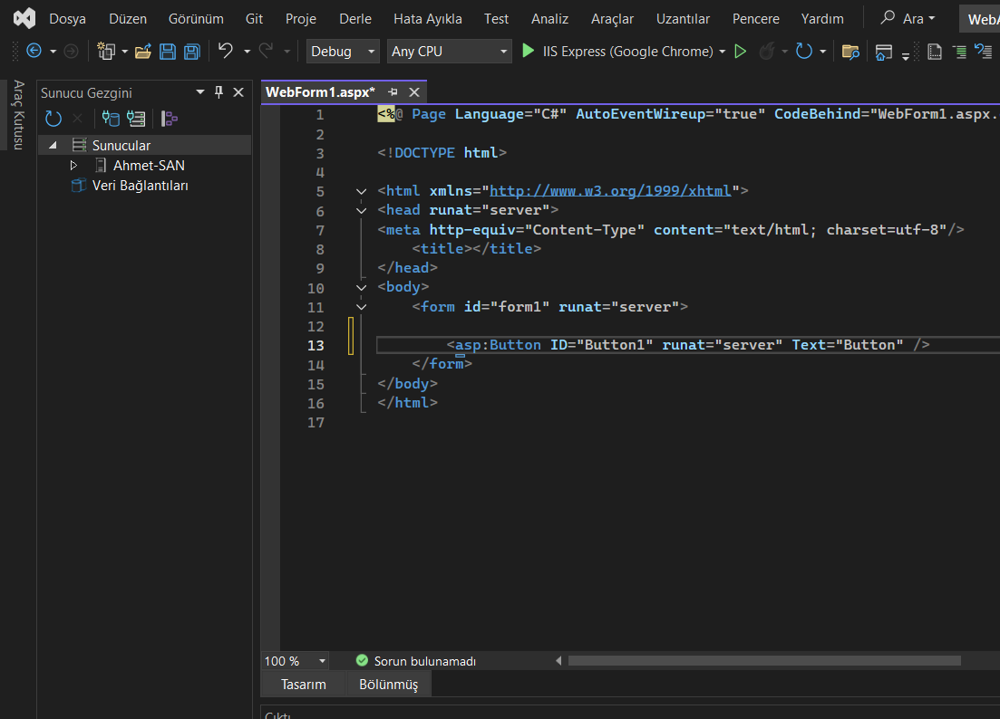 Dosya Düzen Görünüm Git Proje Derle Hata Ayıkla Test Analiz Araçlar Uzantılar Pencere Yardım Ara WebA
Debug Any CPU IIS Express (Google Chrome)
Araç Kutusu
Sunucu Gezgini
Sunucular
Ahmet-SAN
Veri Bağlantıları
WebForm1.aspx*
1 <%@ Page Language="C#" AutoEventWireup="true" CodeBehind="WebForm1.aspx.
2
3 <!DOCTYPE html>
4
5 <html xmlns="http://www.w3.org/1999/xhtml">
6 <head runat="server">
7 <meta http-equiv="Content-Type" content="text/html; charset=utf-8"/>
8 <title></title>
9 </head>
10 <body>
11 <form id="form1" runat="server">
12
13 <asp:Button ID="Button1" runat="server" Text="Button" />
14 </form>
15 </body>
16 </html>
17
100 % Sorun bulunamadı
Tasarım Bölünmüş
Çıktı